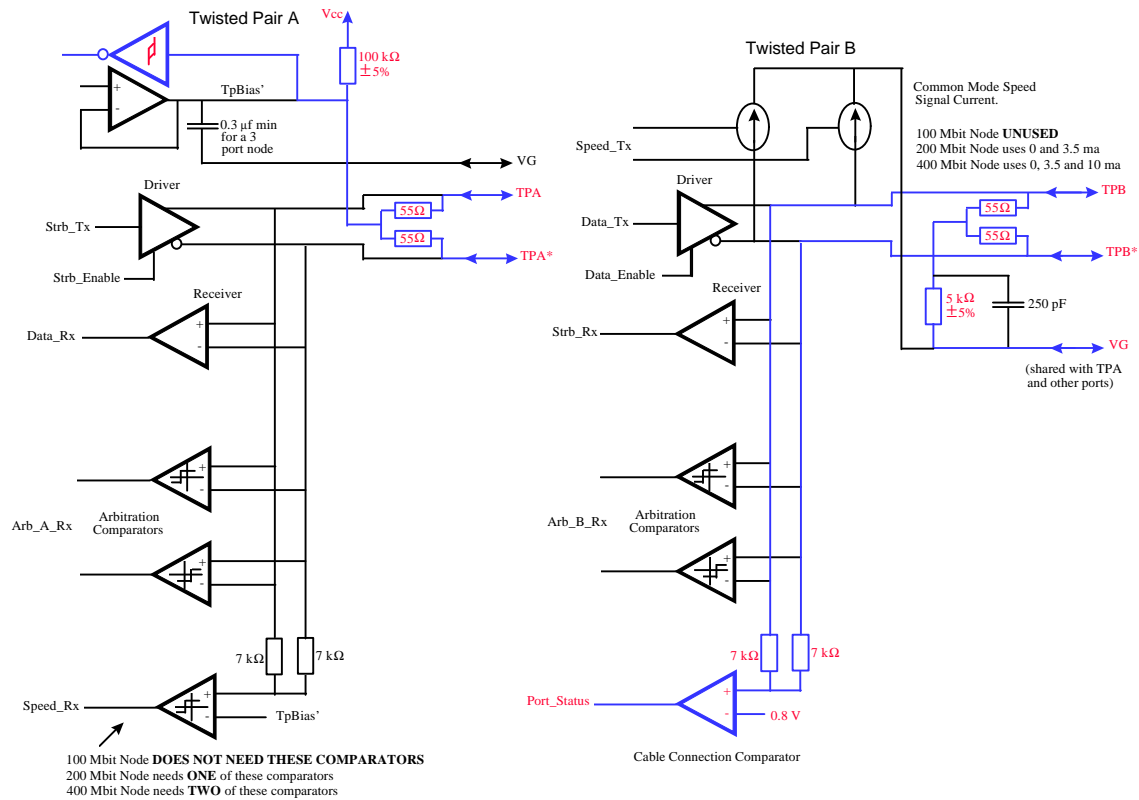 Twisted Pair A
Vcc
100 kΩ
±5%
+
-
TpBias’
0.3 µf min
for a 3
port node
VG
Driver
TPA
55Ω
Strb_Tx
55Ω
TPA*
Strb_Enable
Receiver
Data_Rx
+
-
+
-
Arb_A_Rx
Arbitration
Comparators
+
-
7 kΩ
7 kΩ
Speed_Rx
+
-
TpBias’
100 Mbit Node DOES NOT NEED THESE COMPARATORS
200 Mbit Node needs ONE of these comparators
400 Mbit Node needs TWO of these comparators
Twisted Pair B
Common Mode Speed
Signal Current.
100 Mbit Node UNUSED
200 Mbit Node uses 0 and 3.5 ma
400 Mbit Node uses 0, 3.5 and 10 ma
Speed_Tx
Driver
TPB
55Ω
Data_Tx
55Ω
TPB*
Data_Enable
Receiver
5 kΩ
±5%
250 pF
Strb_Rx
+
-
VG
(shared with TPA
and other ports)
+
-
Arb_B_Rx
Arbitration
Comparators
+
-
7 kΩ
7 kΩ
Port_Status
+
-
0.8 V
Cable Connection Comparator